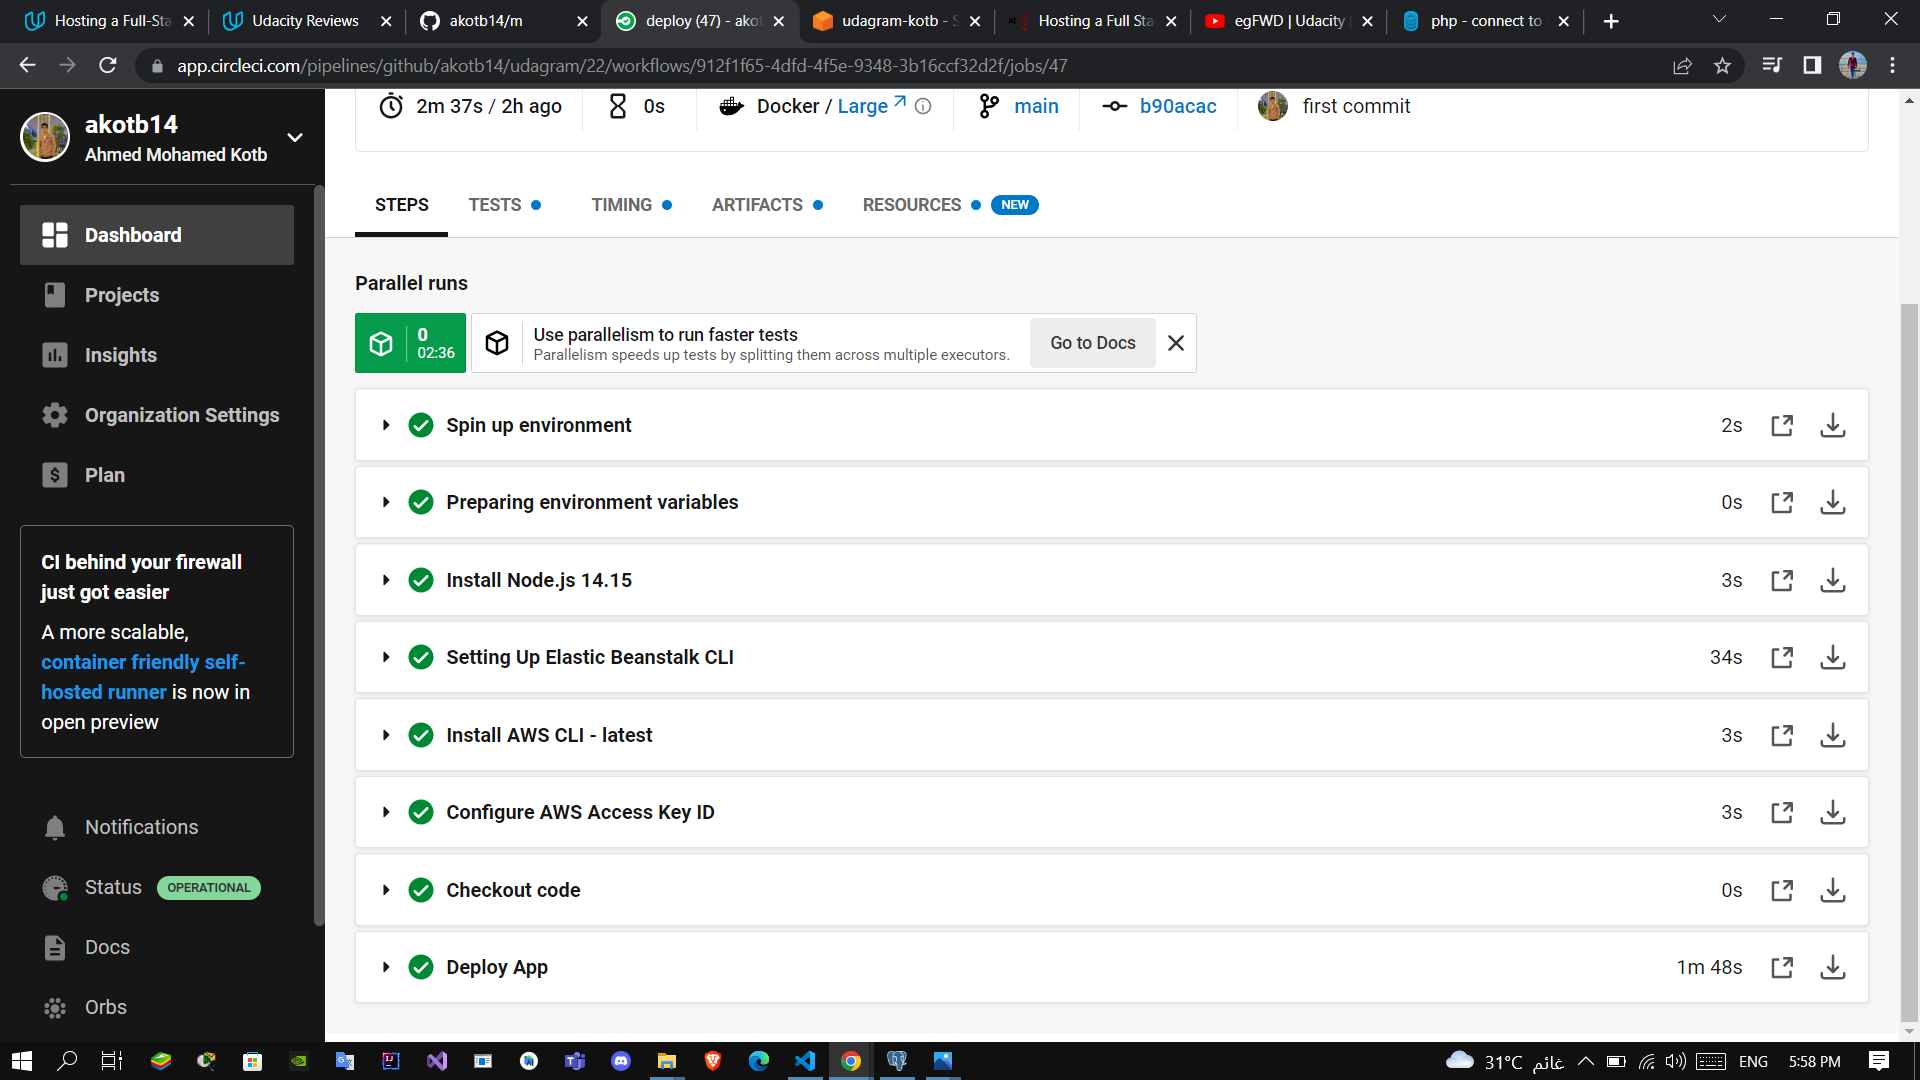 Hosting a Full-Sta
Udacity Reviews
akotb14/m
deploy (47) - akot
udagram-kotb - S
Hosting a Full Sta
egFWD | Udacity
php - connect to
app.circleci.com/pipelines/github/akotb14/udagram/22/workflows/912f1f65-4dfd-4f5e-9348-3b16ccf32d2f/jobs/47
akotb14
Ahmed Mohamed Kotb
Dashboard
Projects
Insights
Organization Settings
Plan
CI behind your firewall
just got easier
A more scalable,
container friendly self-
hosted runner is now in
open preview
Notifications
Status OPERATIONAL
Docs
Orbs
2m 37s / 2h ago
0s
Docker / Large
main
b90acac
first commit
STEPS
TESTS
TIMING
ARTIFACTS
RESOURCES NEW
Parallel runs
0
02:36
Use parallelism to run faster tests
Parallelism speeds up tests by splitting them across multiple executors.
Go to Docs
Spin up environment 2s
Preparing environment variables 0s
Install Node.js 14.15 3s
Setting Up Elastic Beanstalk CLI 34s
Install AWS CLI - latest 3s
Configure AWS Access Key ID 3s
Checkout code 0s
Deploy App 1m 48s
31°C غائم
ENG
5:58 PM